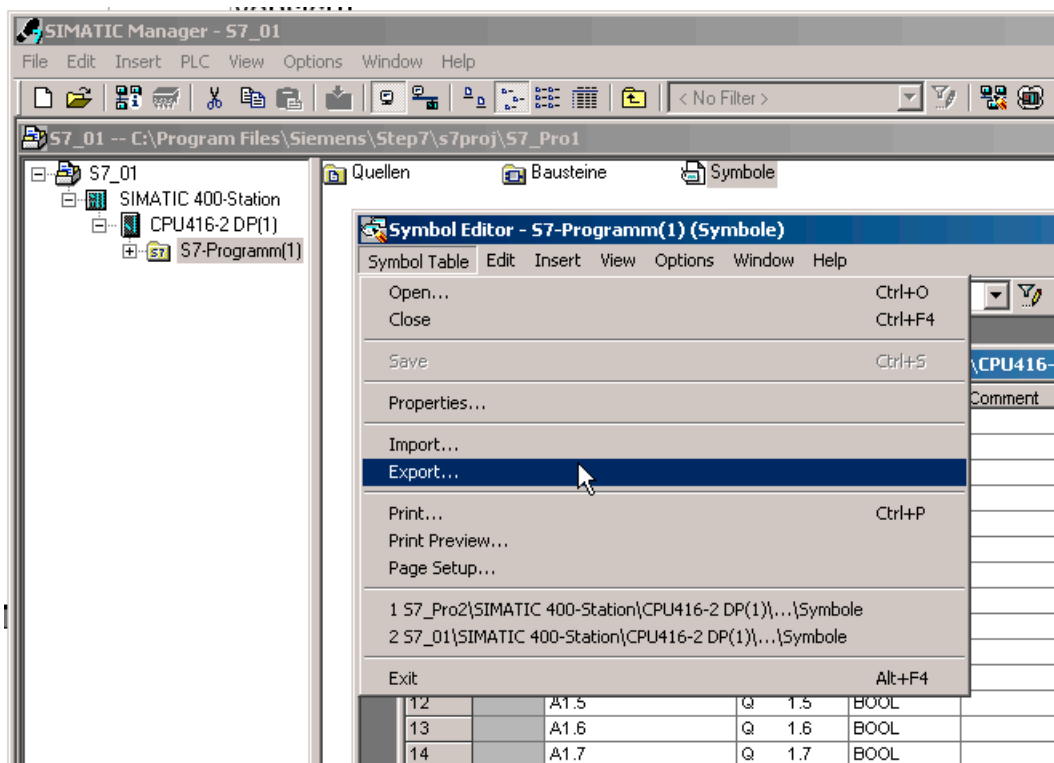 SIMATIC Manager - S7_01
File Edit Insert PLC View Options Window Help
< No Filter >
S7_01 -- C:\Program Files\Siemens\Step7\s7proj\S7_Pro1
S7_01
SIMATIC 400-Station
CPU416-2 DP(1)
S7-Programm(1)
Quellen Bausteine Symbole
Symbol Editor - S7-Programm(1) (Symbole)
Symbol Table Edit Insert View Options Window Help
Open... Ctrl+O
Close Ctrl+F4
Save Ctrl+S
\CPU416-
Properties...
Comment
Import...
Export...
Print... Ctrl+P
Print Preview...
Page Setup...
1 S7_Pro2\SIMATIC 400-Station\CPU416-2 DP(1)\...\Symbole
2 S7_01\SIMATIC 400-Station\CPU416-2 DP(1)\...\Symbole
Exit Alt+F4
12 A1.5 Q 1.5 BOOL
13 A1.6 Q 1.6 BOOL
14 A1.7 Q 1.7 BOOL